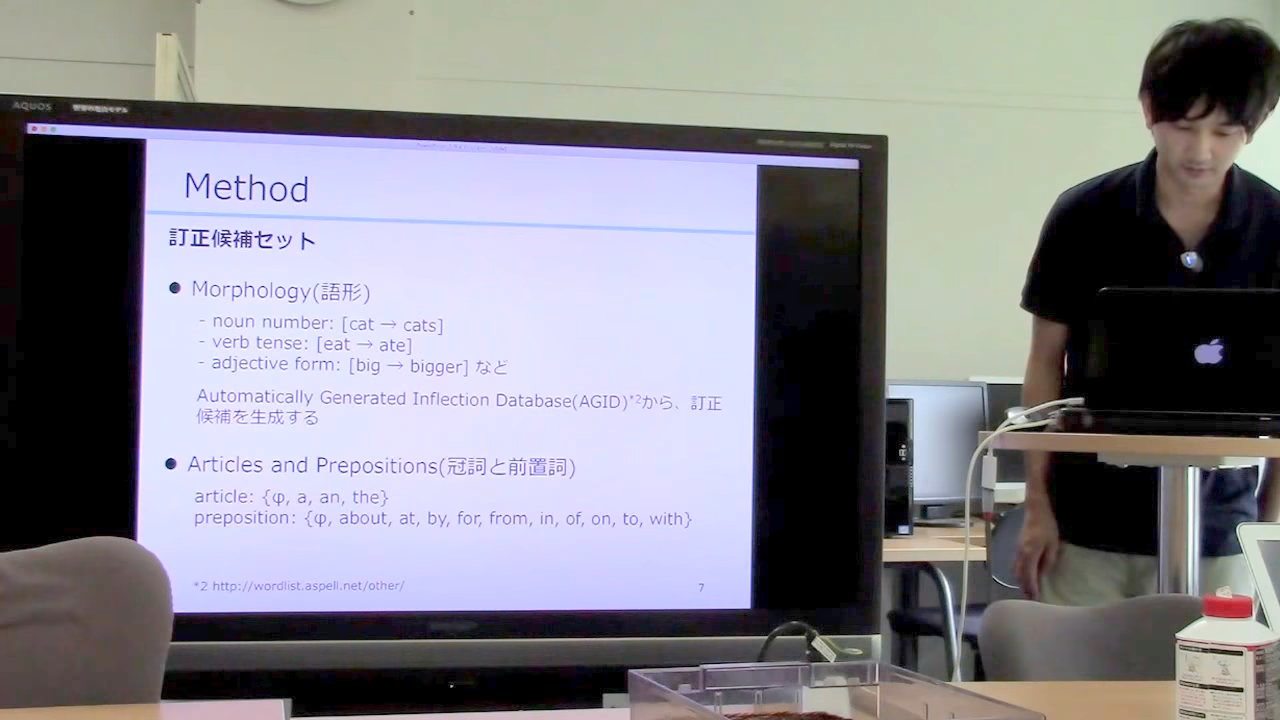 AQUOS
Method
訂正候補セット
● Morphology(語形)
- noun number: [cat → cats]
- verb tense: [eat → ate]
- adjective form: [big → bigger] など
Automatically Generated Inflection Database(AGID)*2から、訂正
候補を生成する
● Articles and Prepositions(冠詞と前置詞)
article: {φ, a, an, the}
preposition: {φ, about, at, by, for, from, in, of, on, to, with}
*2 http://wordlist.aspell.net/other/
7